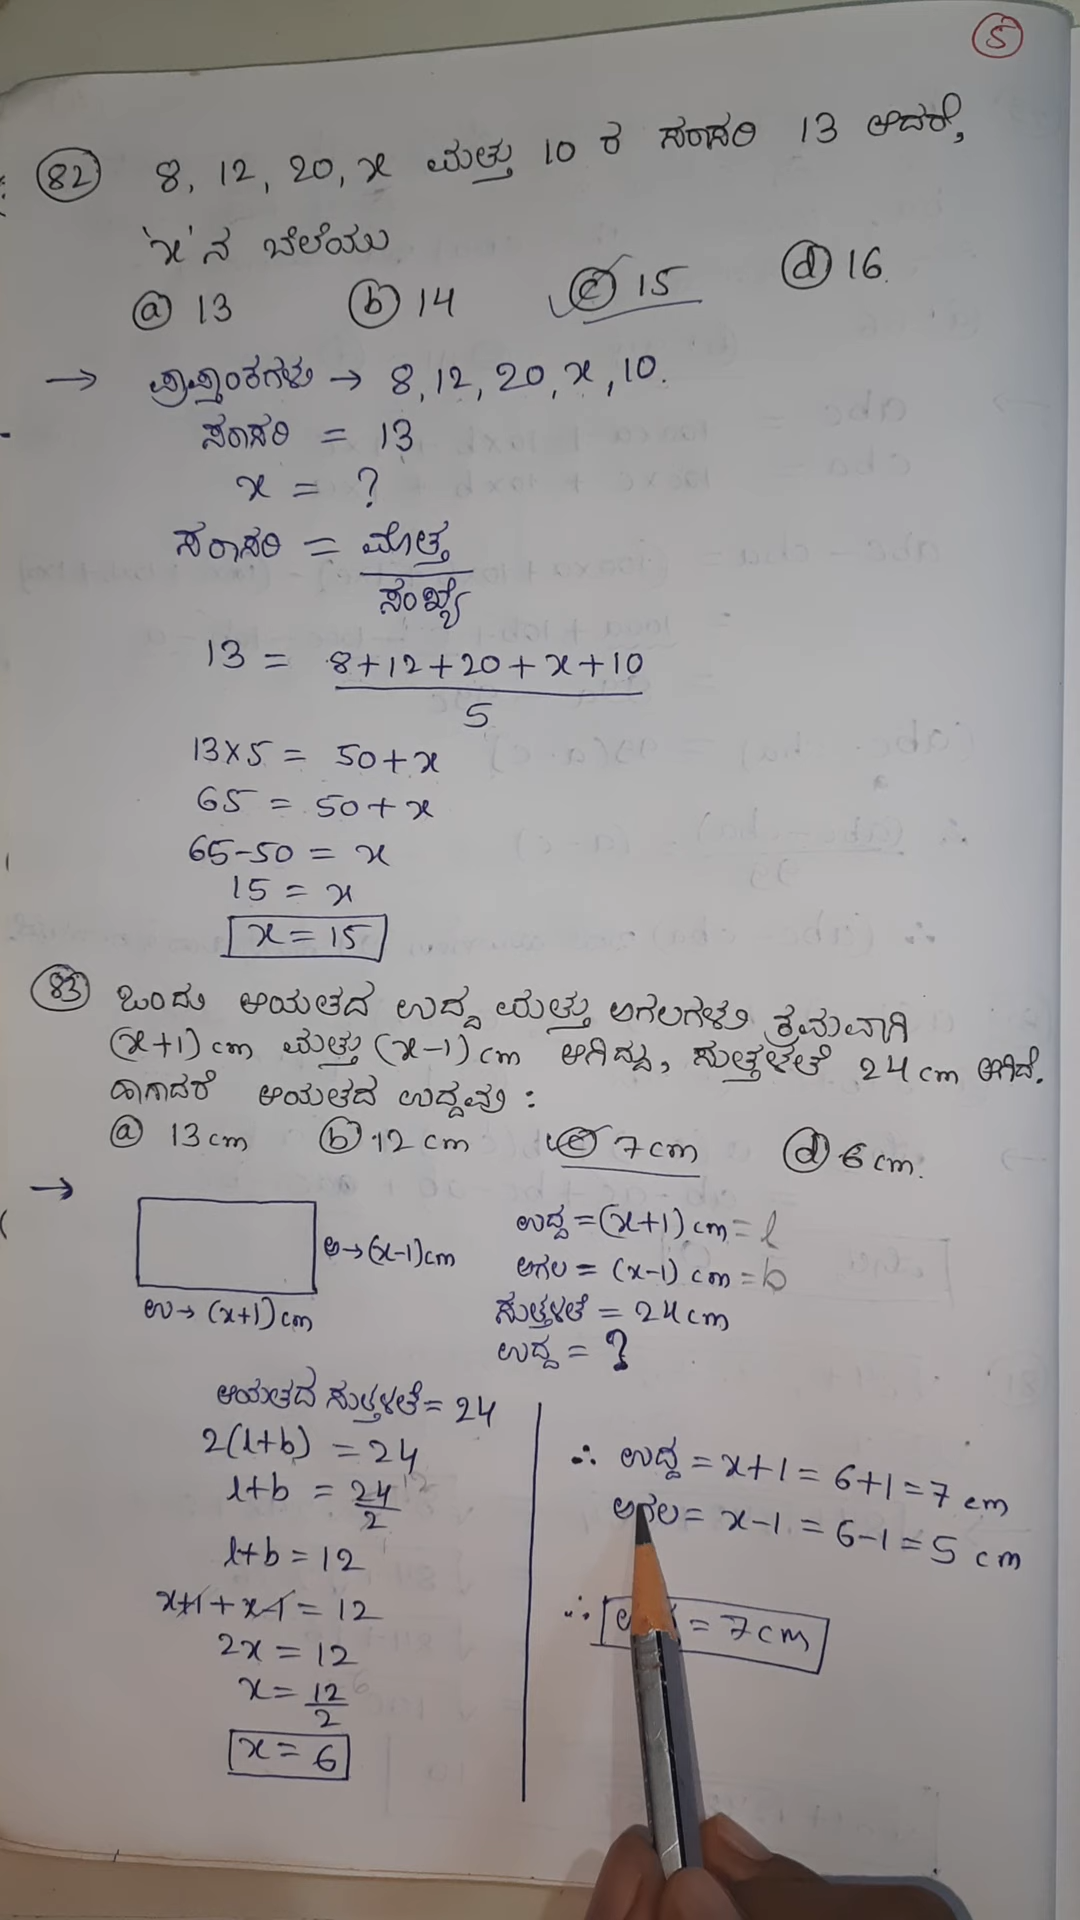 5
82 8, 12, 20, x ಮತ್ತು 10 ರ ಸರಾಸರಿ 13 ಆದರೆ,
'x' ನ ಬೆಲೆಯು
a 13 b 14 c 15 d 16.
→ ಪ್ರಾಪ್ತಾಂಕಗಳು → 8, 12, 20, x, 10.
ಸರಾಸರಿ = 13
x = ?
ಸರಾಸರಿ = ಮೊತ್ತ
ಸಂಖ್ಯೆ
13 = 8+12+20+x+10
5
13×5 = 50+x
65 = 50+x
65-50 = x
15 = x
x = 15
83 ಒಂದು ಆಯತದ ಉದ್ದ ಮತ್ತು ಅಗಲಗಳು ಕ್ರಮವಾಗಿ
(x+1) cm ಮತ್ತು (x-1) cm ಆಗಿದ್ದು, ಸುತ್ತಳತೆ 24 cm ಆಗಿದೆ.
ಹಾಗಾದರೆ ಆಯತದ ಉದ್ದವು :
a 13 cm b 12 cm c 7 cm d 6 cm.
→
ಅ → (x-1) cm
ಉ → (x+1) cm
ಉದ್ದ = (x+1) cm = l
ಅಗಲ = (x-1) cm = b
ಸುತ್ತಳತೆ = 24 cm
ಉದ್ದ = ?
ಆಯತದ ಸುತ್ತಳತೆ = 24
2(l+b) = 24
l+b = 24 12
2
l+b = 12
x+1 + x-1 = 12
2x = 12
x = 12 6
2
x = 6
∴ ಉದ್ದ = x+1 = 6+1 = 7 cm
ಅಗಲ = x-1 = 6-1 = 5 cm
∴ = 7 cm